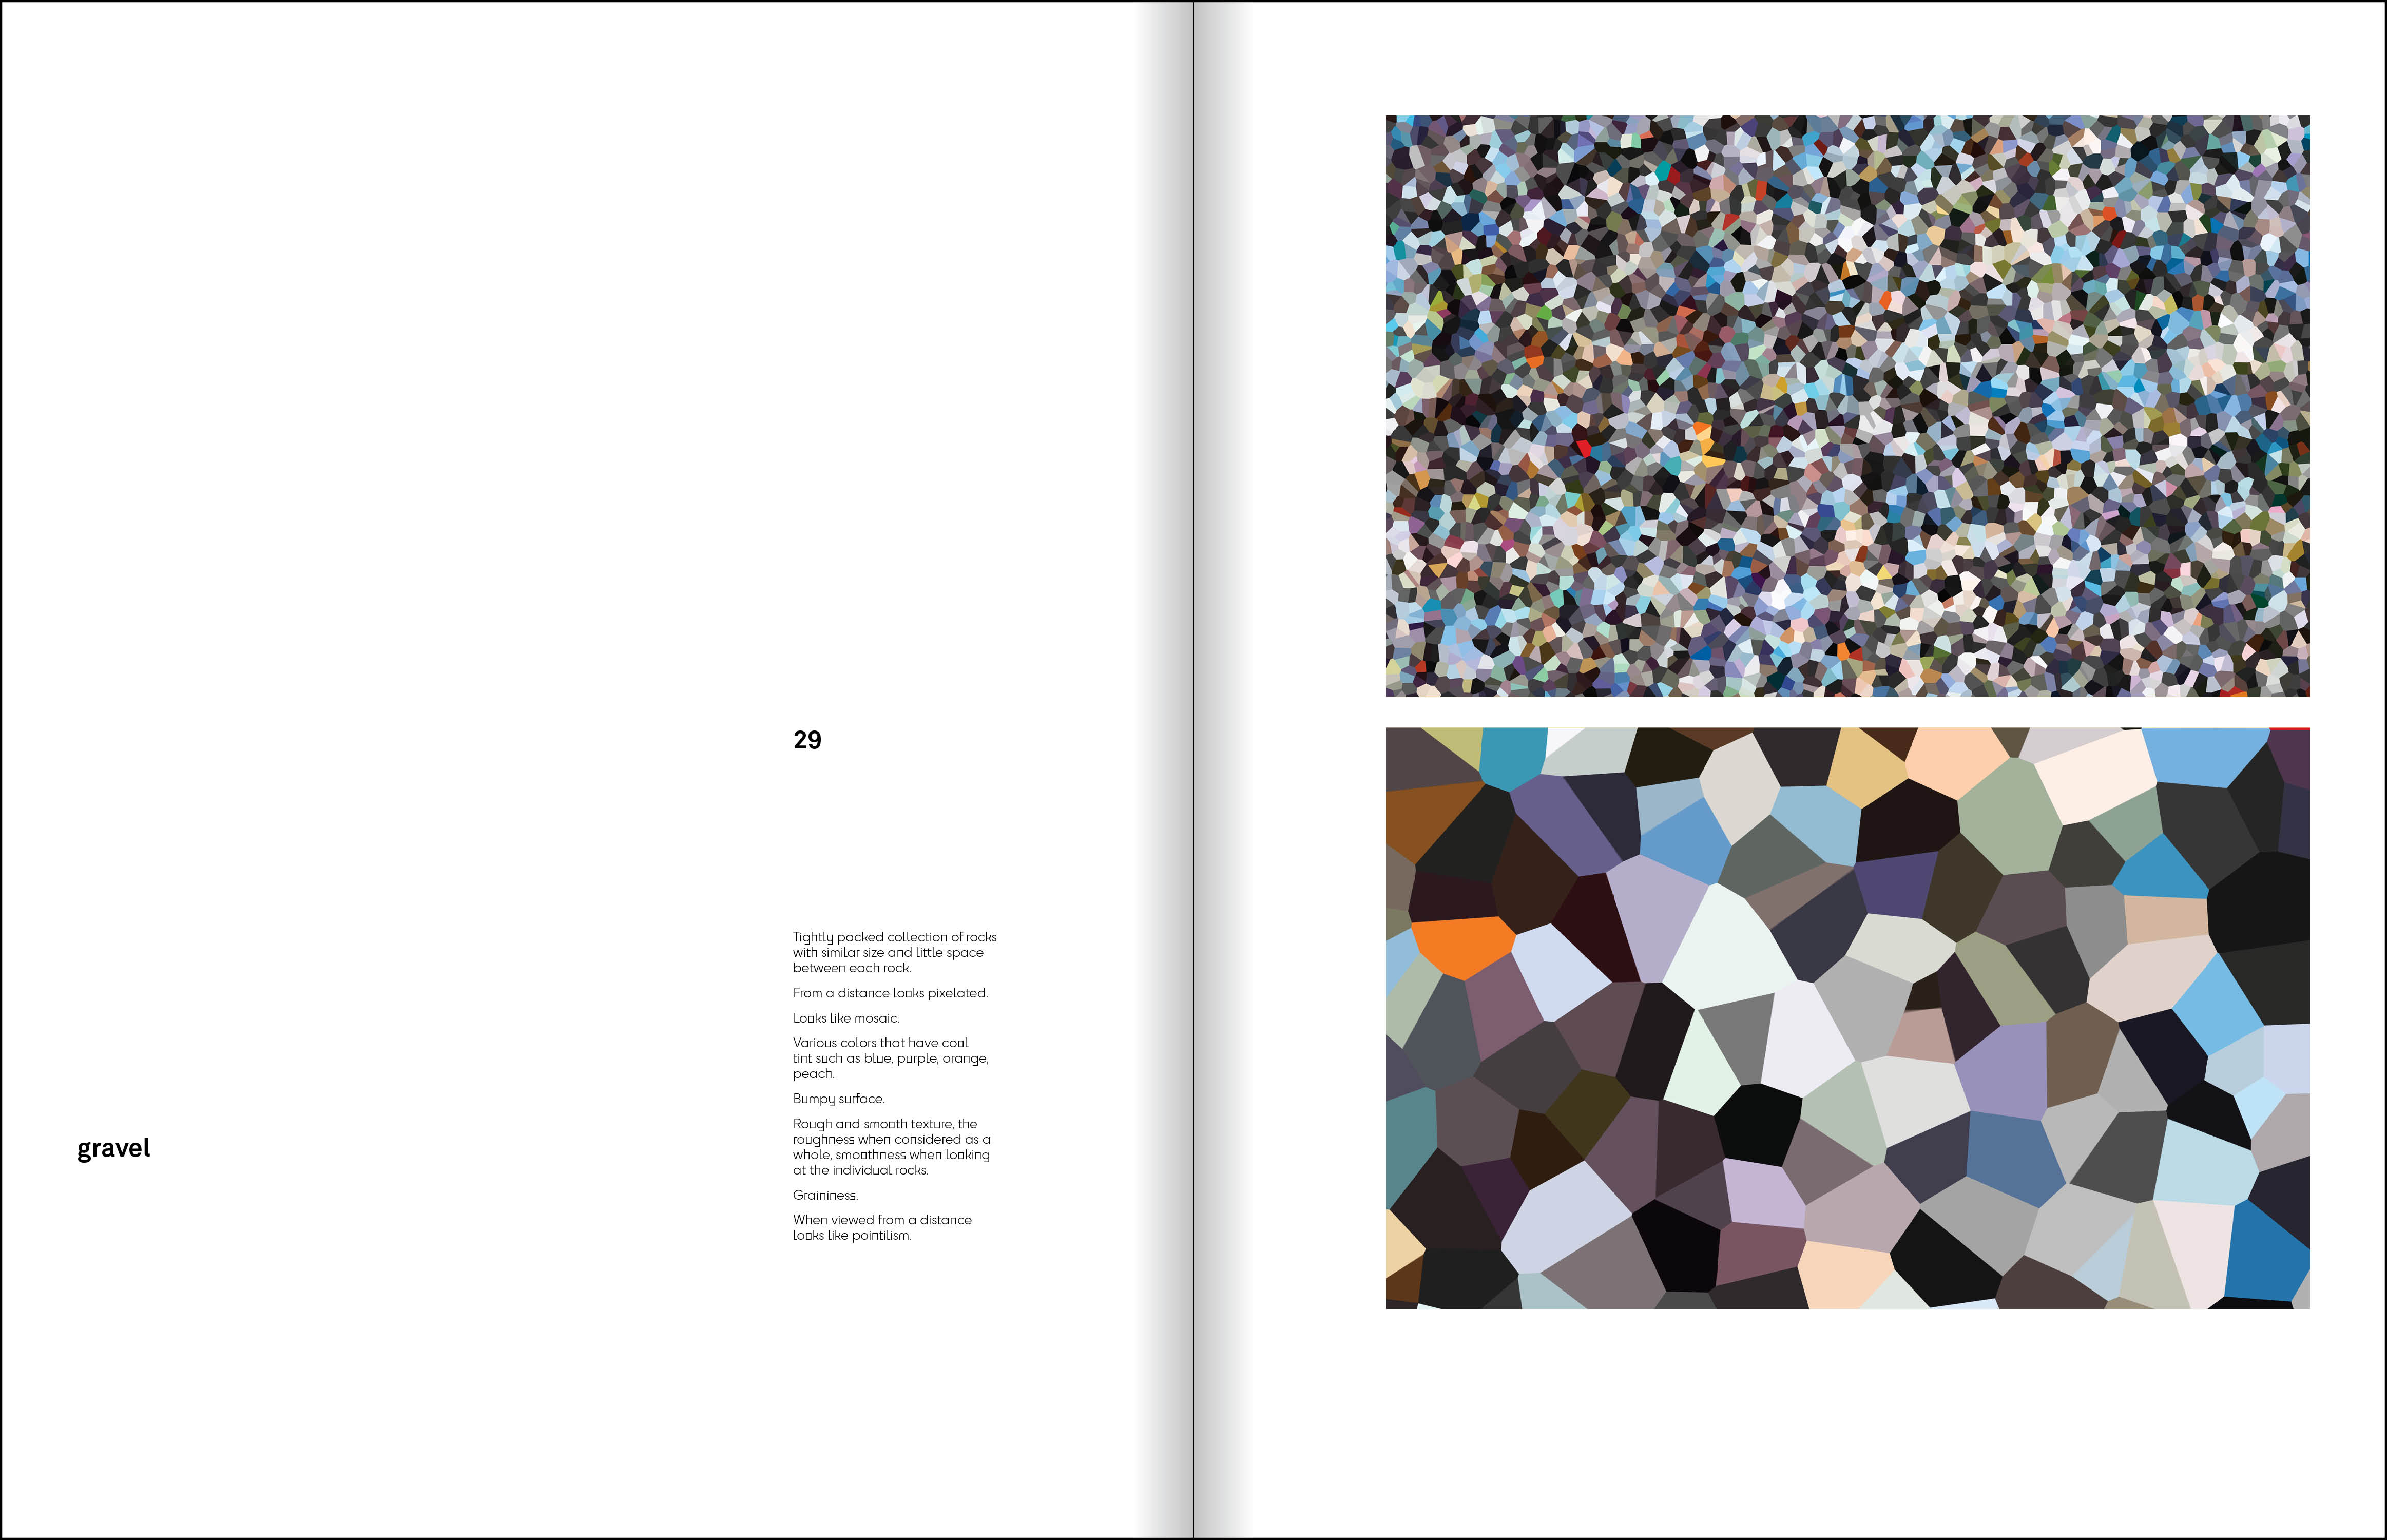 29
Tightly packed collection of rocks
with similar size and little space
between each rock.
From a distance looks pixelated.
Looks like mosaic.
Various colors that have cool
tint such as blue, purple, orange,
peach.
Bumpy surface.
Rough and smooth texture, the
roughness when considered as a
whole, smoothness when looking
at the individual rocks.
Graininess.
When viewed from a distance
looks like pointilism.
gravel